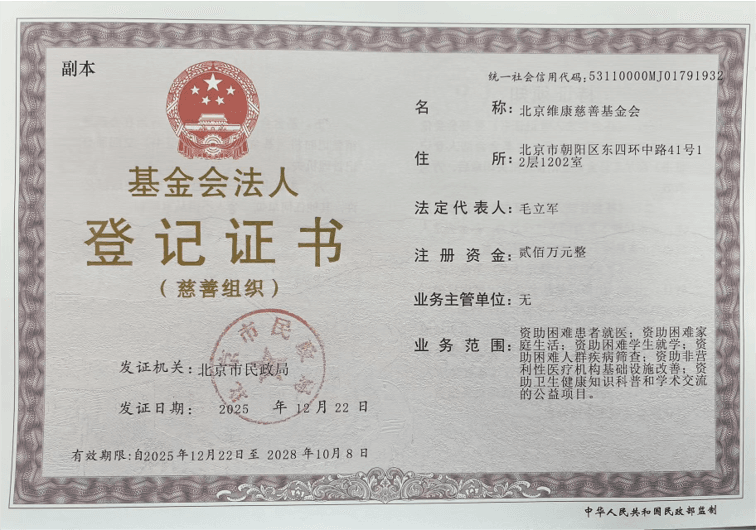 副本
基金会法人
登记证书
（慈善组织）
发证机关：北京市民政局
发证日期：2025 年 12 月 22 日
有效期限：自2025年12月22日至 2028 年 10 月 8 日
统一社会信用代码：53110000MJ01791932
名称：北京维康慈善基金会
住所：北京市朝阳区东四环中路41号1
2层1202室
法定代表人：毛立军
注册资金：贰佰万元整
业务主管单位：无
业务范围：资助困难患者就医；资助困难家
庭生活；资助困难学生就学；资
助困难人群疾病筛查；资助非营
利性医疗机构基础设施改善；资
助卫生健康知识科普和学术交流
的公益项目。
北京市民政局
中华人民共和国民政部监制